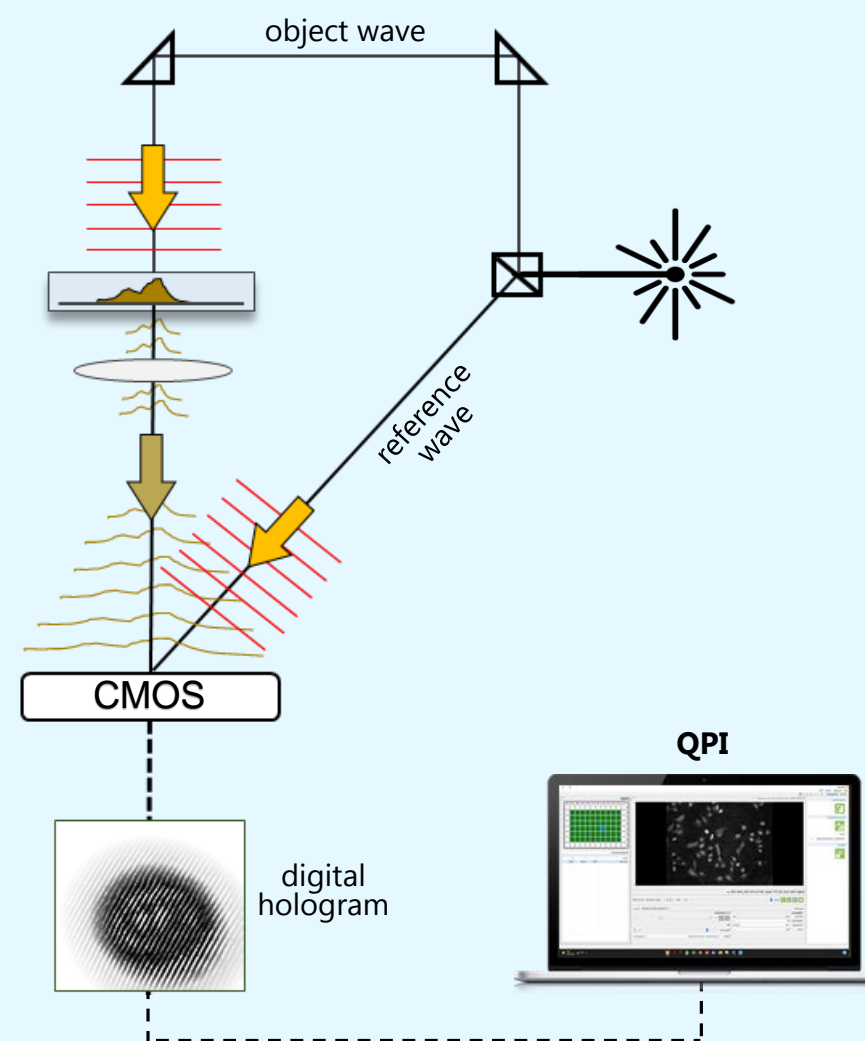 object wave
reference
wave
CMOS
QPI
digital
hologram